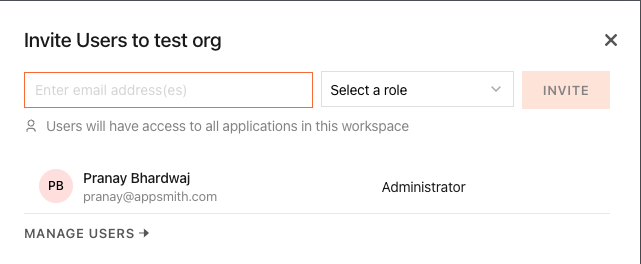 Invite Users to test org
Enter email address(es)
Select a role
INVITE
Users will have access to all applications in this workspace
PB
Pranay Bhardwaj
pranay@appsmith.com
Administrator
MANAGE USERS